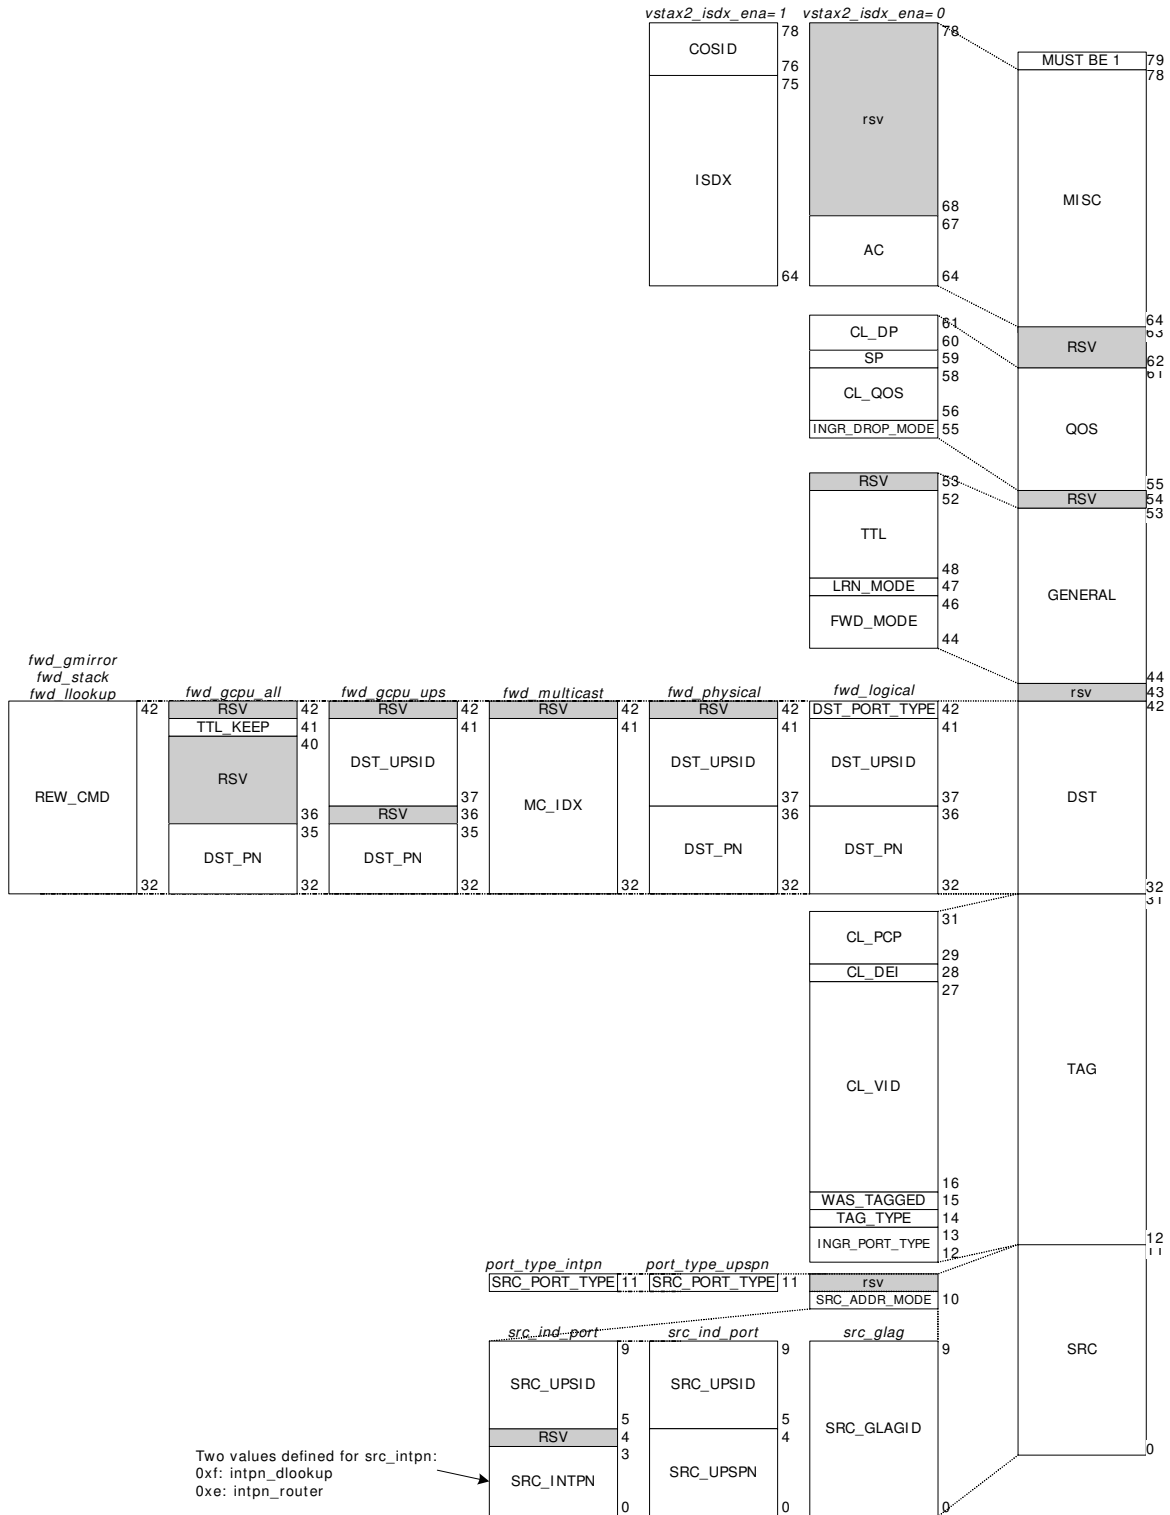 vstax2_isdx_ena=1 vstax2_isdx_ena=0
COSID 78
76
75
ISDX
64
78
rsv
68
67
AC
64
MUST BE 1 79
78
MISC
64
63
RSV
62
61
QOS
55
RSV 54
53
GENERAL
44
rsv 43
42
DST
32
31
TAG
12
11
SRC
0
61
CL_DP
60
SP 59
58
CL_QOS
56
INGR_DROP_MODE 55
RSV 53
52
TTL
48
LRN_MODE 47
46
FWD_MODE
44
fwd_gmirror
fwd_stack
fwd_llookup
42
REW_CMD
32
fwd_gcpu_all
RSV 42
TTL_KEEP 41
40
RSV
36
35
DST_PN
32
fwd_gcpu_ups
RSV 42
41
DST_UPSID
37
RSV 36
35
DST_PN
32
fwd_multicast
RSV 42
41
MC_IDX
32
fwd_physical
RSV 42
41
DST_UPSID
37
36
DST_PN
32
fwd_logical
DST_PORT_TYPE 42
41
DST_UPSID
37
36
DST_PN
32
31
CL_PCP
29
CL_DEI 28
27
CL_VID
16
WAS_TAGGED 15
TAG_TYPE 14
13
INGR_PORT_TYPE
12
port_type_intpn port_type_upspn
SRC_PORT_TYPE 11 SRC_PORT_TYPE 11 rsv
SRC_ADDR_MODE 10
src_ind_port
9
SRC_UPSID
5
RSV 4
3
SRC_INTPN
0
src_ind_port
9
SRC_UPSID
5
4
SRC_UPSPN
0
src_glag
9
SRC_GLAGID
0
Two values defined for src_intpn:
0xf: intpn_dlookup
0xe: intpn_router